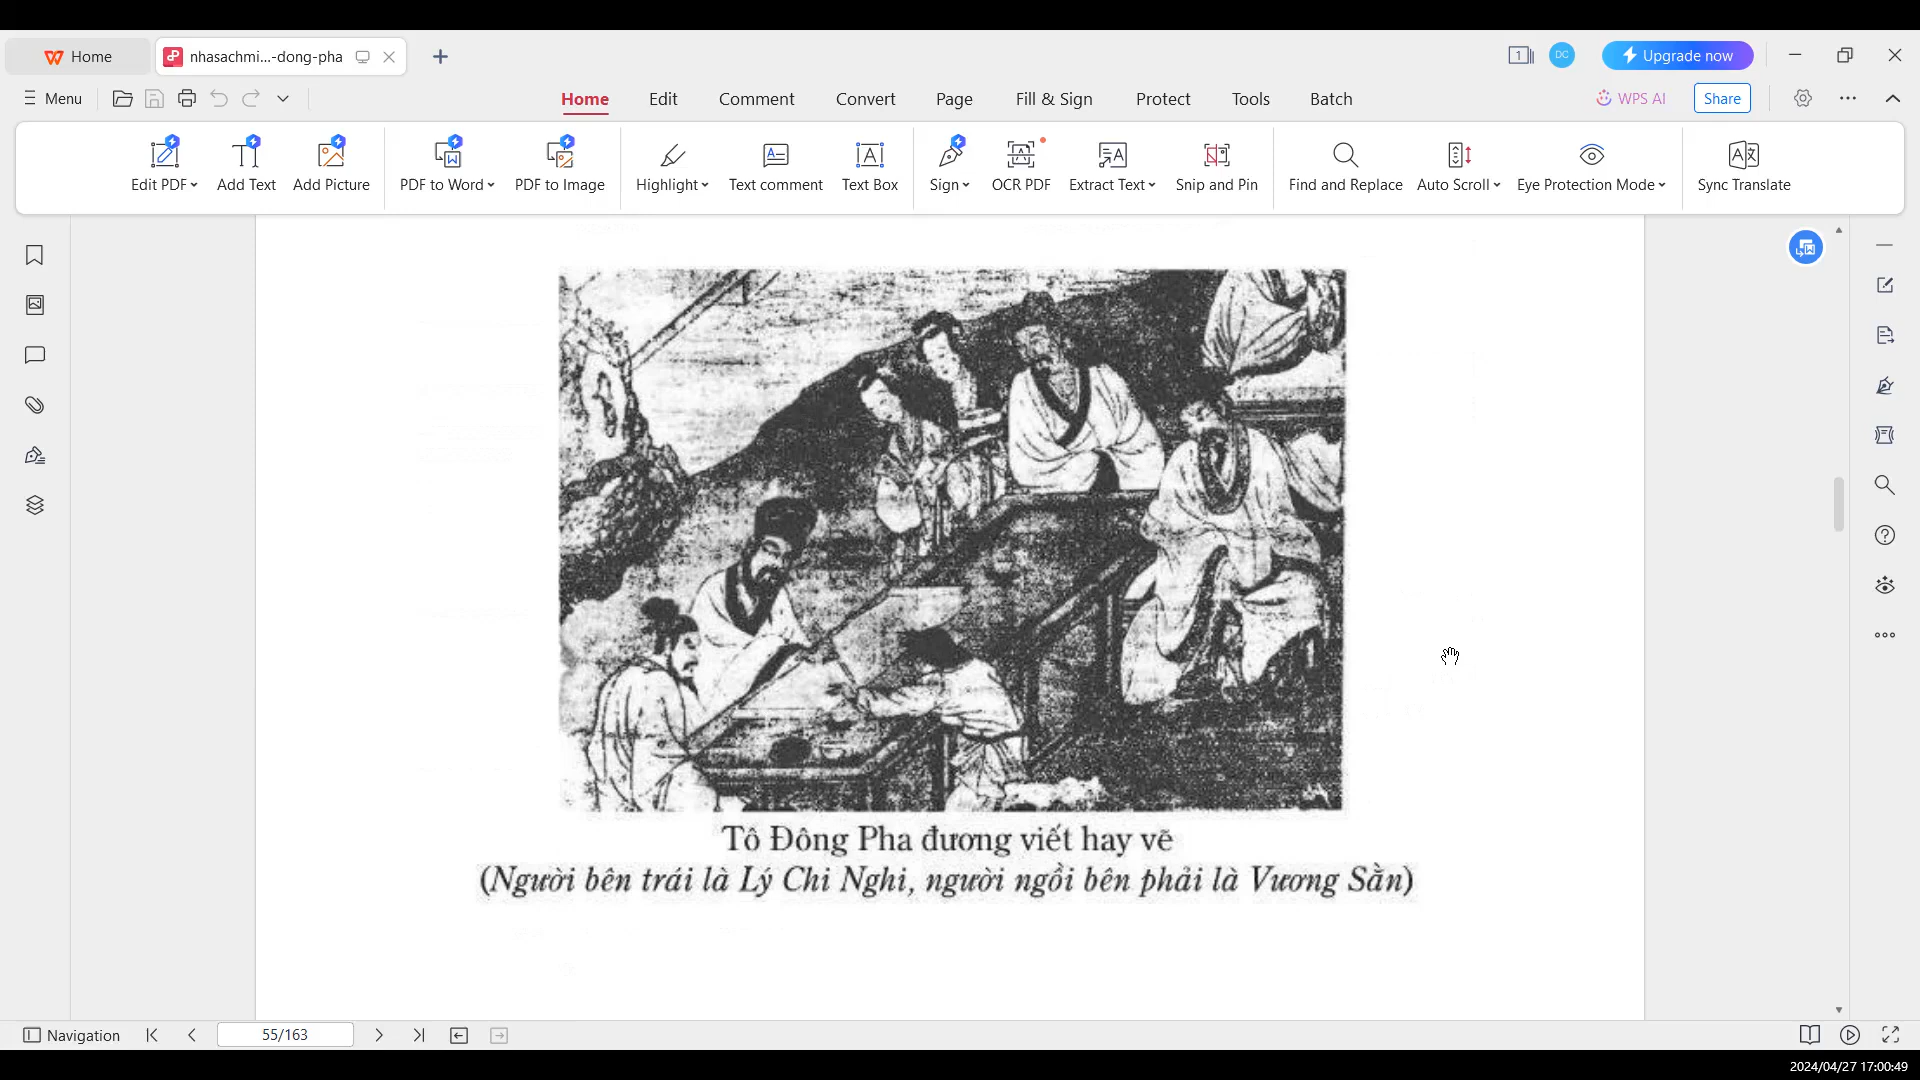 Home
nhasachmi...-dong-pha
1
DC
Upgrade now
Menu
Home
Edit
Comment
Convert
Page
Fill & Sign
Protect
Tools
Batch
WPS AI
Share
Edit PDF
Add Text
Add Picture
PDF to Word
PDF to Image
Highlight
Text comment
Text Box
Sign
OCR PDF
Extract Text
Snip and Pin
Find and Replace
Auto Scroll
Eye Protection Mode
Sync Translate
Tô Đông Pha đương viết hay vẽ
(Người bên trái là Lý Chi Nghi, người ngồi bên phải là Vương Sằn)
Navigation
55/163
2024/04/27 17:00:49